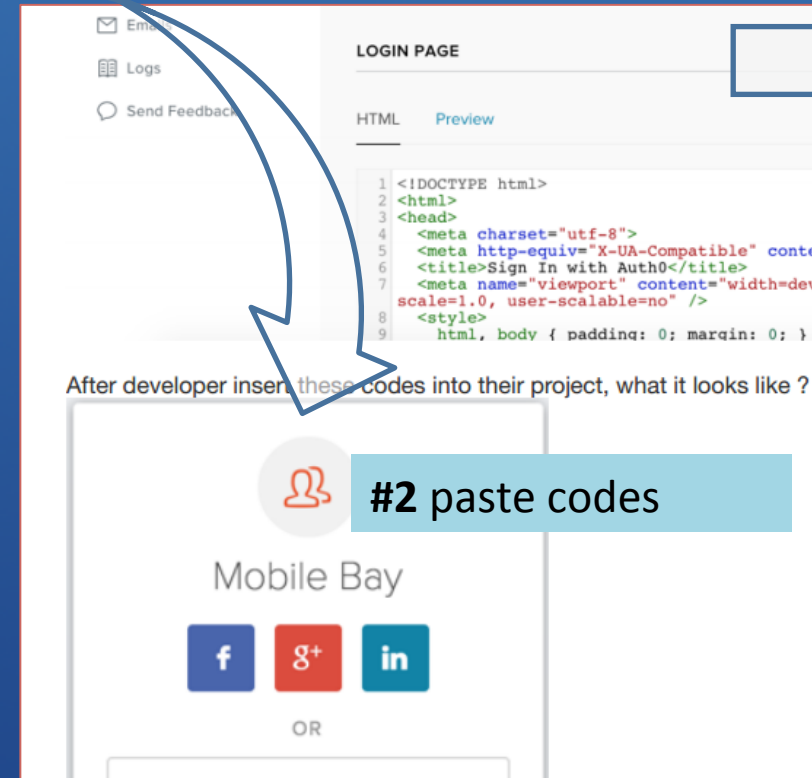 Emails
Logs
Send Feedback
LOGIN PAGE
HTML Preview
1 <!DOCTYPE html>
2 <html>
3 <head>
4 <meta charset="utf-8">
5 <meta http-equiv="X-UA-Compatible" conte
6 <title>Sign In with Auth0</title>
7 <meta name="viewport" content="width=dev
scale=1.0, user-scalable=no" />
8 <style>
9 html, body { padding: 0; margin: 0; }
After developer insert these codes into their project, what it looks like ?
#2 paste codes
Mobile Bay
f g+ in
OR